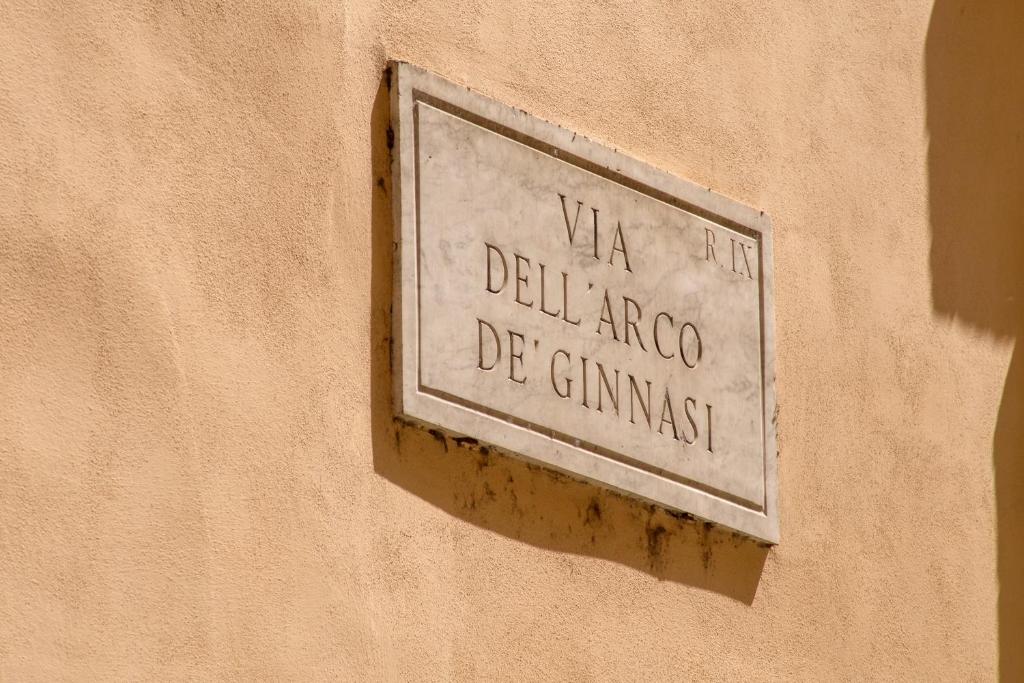 VIA
R. IX
DELL'ARCO
DE' GINNASI